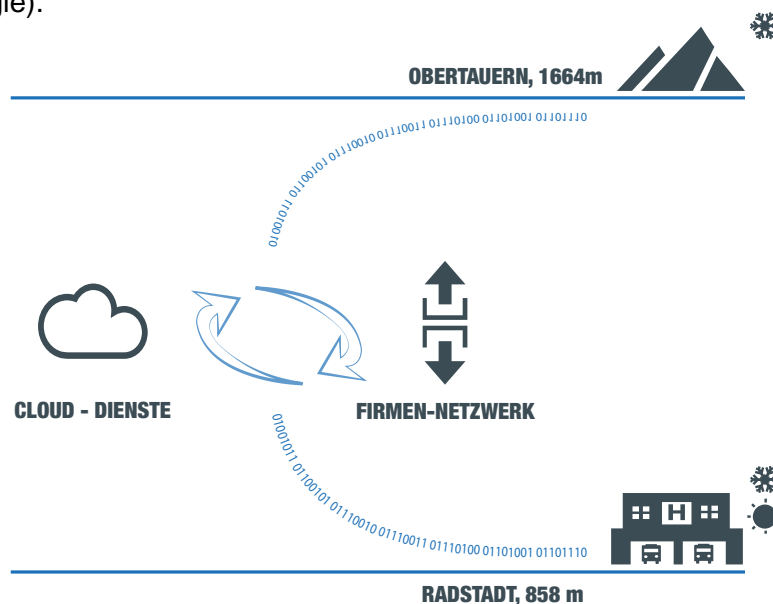 gie).
OBERTAUERN, 1664m
01001011 01100101 01110010 01110011 01110100 01101001 01101110
CLOUD - DIENSTE
FIRMEN-NETZWERK
01001011 01100101 01110010 01110011 01110100 01101001 01101110
H
RADSTADT, 858 m